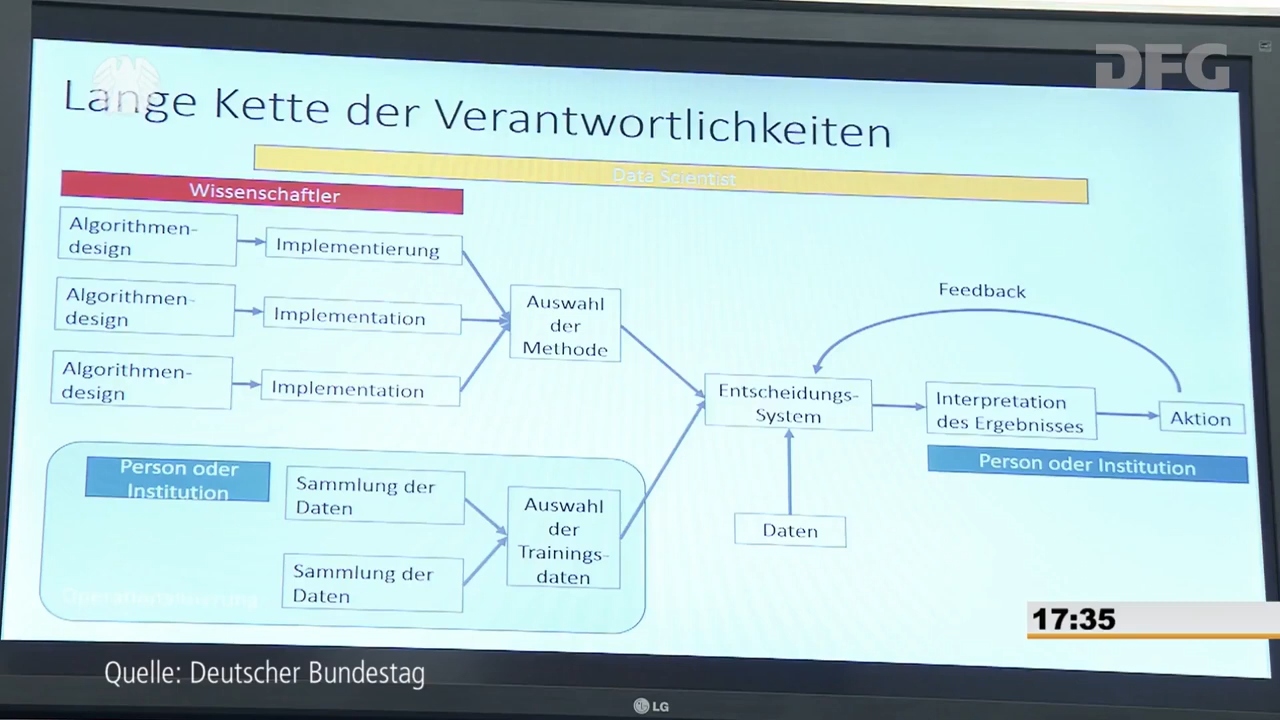 DFG
Lange Kette der Verantwortlichkeiten
Data Scientist
Wissenschaftler
Algorithmen-
design
Implementierung
Algorithmen-
design
Implementation
Algorithmen-
design
Implementation
Auswahl
der
Methode
Feedback
Entscheidungs-
System
Interpretation
des Ergebnisses
Aktion
Person oder Institution
Person oder
Institution
Sammlung der
Daten
Sammlung der
Daten
Auswahl
der
Trainings-
daten
Daten
Operationalisierung
17:35
Quelle: Deutscher Bundestag
LG